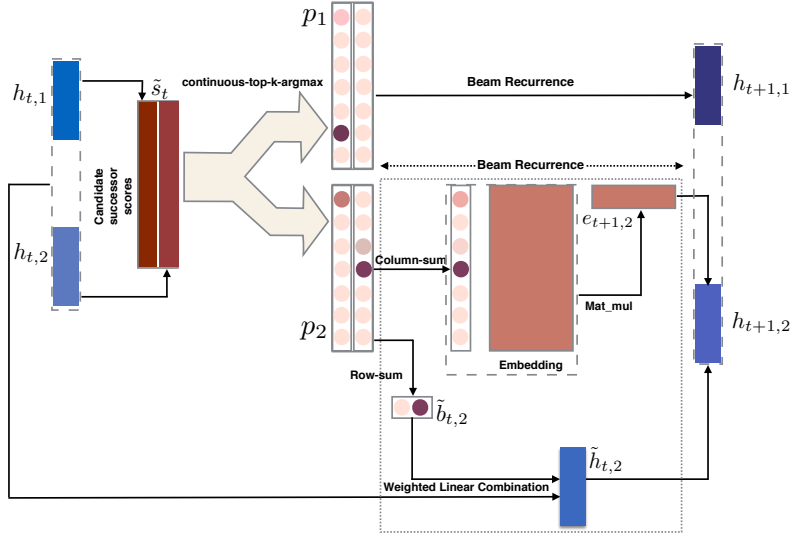 p₁
continuous-top-k-argmax
Beam Recurrence
h_{t,1}
s̃_t
h_{t+1,1}
Candidate
successor
scores
Beam Recurrence
h_{t,2}
e_{t+1,2}
Column-sum
Mat_mul
h_{t+1,2}
p₂
Row-sum
Embedding
b̃_{t,2}
h̃_{t,2}
Weighted Linear Combination